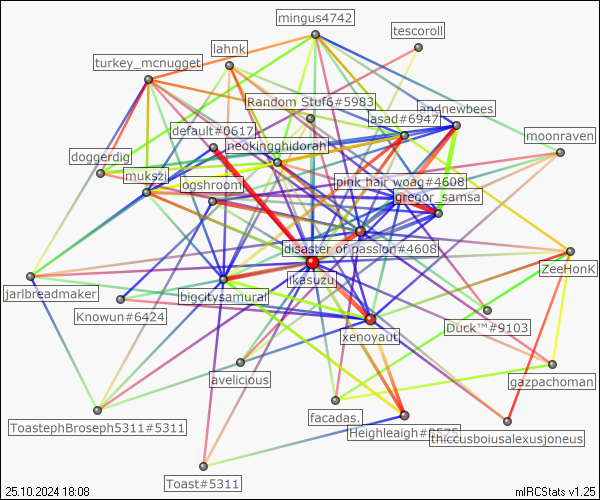 mingus4742
tescoroll
lahnk
turkey_mcnugget
Random Stuf6#5983
landnewbees
asad#6947
default#0617
moonraven
neokingghidorah
doggerdig
mukszi
ogshroom
pink hair woag#4608
gregor_samsa
disaster of passion#4608
ZeeHonK
ikasuzu
jarlbreadmaker
bigcitysamurai
Knowun#6424
Duck™#9103
xenoyaut
avelicious
gazpachoman
facadas.
ToastephBroseph5311#5311
Heighleaigh#8575
thiccusboiusalexusjoneus
Toast#5311
25.10.2024 18:08
mIRCStats v1.25